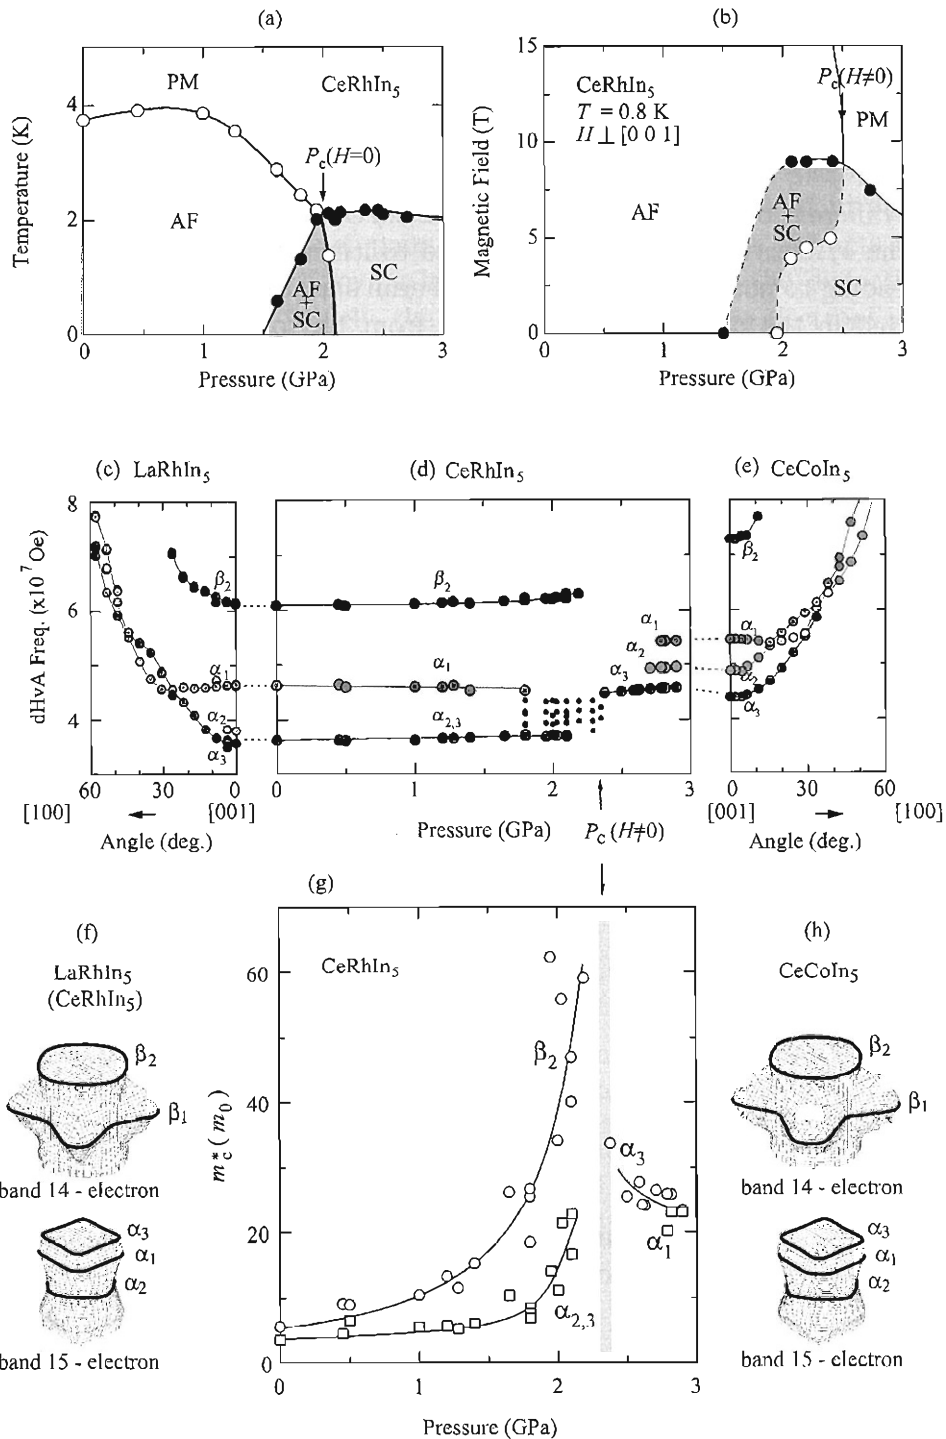 (a)
PM
CeRhIn5
Pc(H=0)
AF
SC
AF
+
SC
Temperature (K)
4
2
0
0 1 2 3
Pressure (GPa)
(b)
CeRhIn5
T = 0.8 K
H ⊥ [0 0 1]
Pc(H≠0)
PM
AF
AF
+
SC
SC
Magnetic Field (T)
15
10
5
0
0 1 2 3
Pressure (GPa)
(c) LaRhIn5
β2
α1
α2
α3
dHvA Freq. (x10^7 Oe)
8
6
4
60 30 0
[100] [001]
Angle (deg.)
(d) CeRhIn5
β2
α1
α2,3
α1
α2
α3
0 1 2 3
Pressure (GPa)
Pc (H≠0)
(e) CeCoIn5
β2
α1
α2
α3
0 30 60
[001] [100]
Angle (deg.)
(f)
LaRhIn5
(CeRhIn5)
β2
β1
band 14 - electron
α3
α1
α2
band 15 - electron
(g)
CeRhIn5
β2
α3
α1
α2,3
mc* (m0)
60
40
20
0
0 1 2 3
Pressure (GPa)
(h)
CeCoIn5
β2
β1
band 14 - electron
α3
α1
α2
band 15 - electron